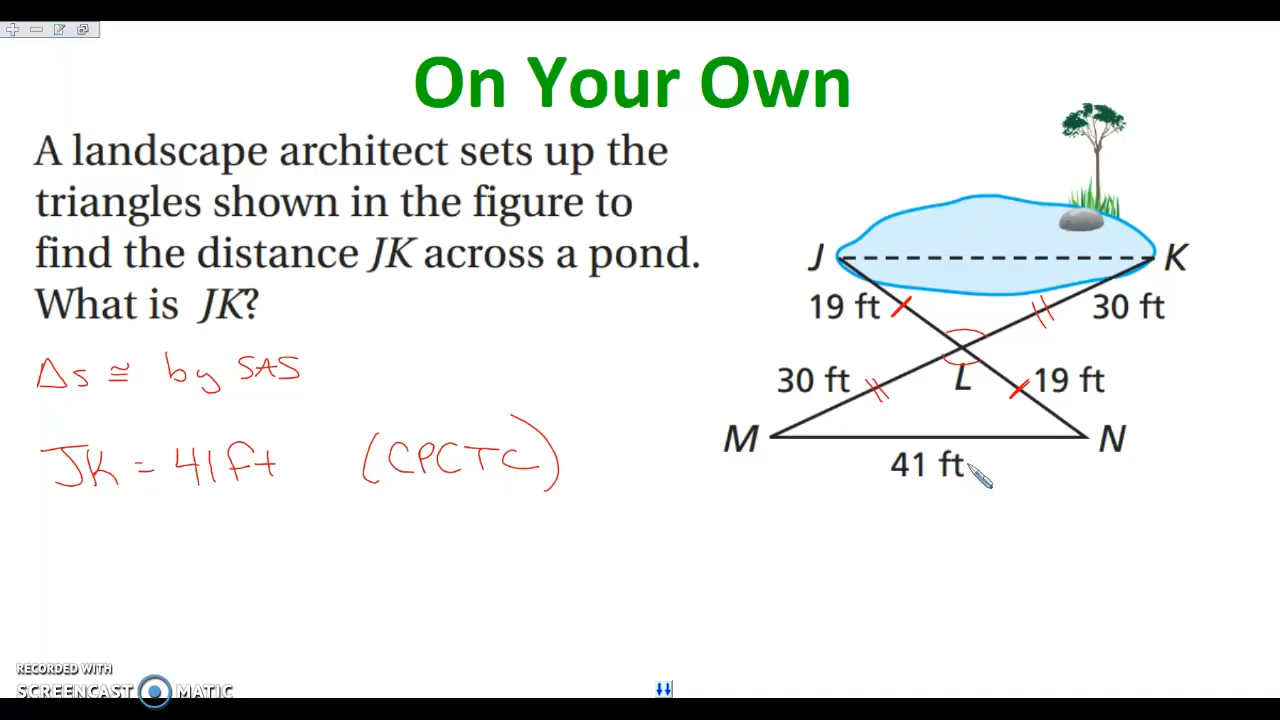 On Your Own
A landscape architect sets up the
triangles shown in the figure to
find the distance JK across a pond.
What is JK?
Δs ≅ by SAS
JK = 41ft (CPCTC)
J
K
19 ft
30 ft
30 ft
L
19 ft
M
N
41 ft
RECORDED WITH
SCREENCAST MATIC